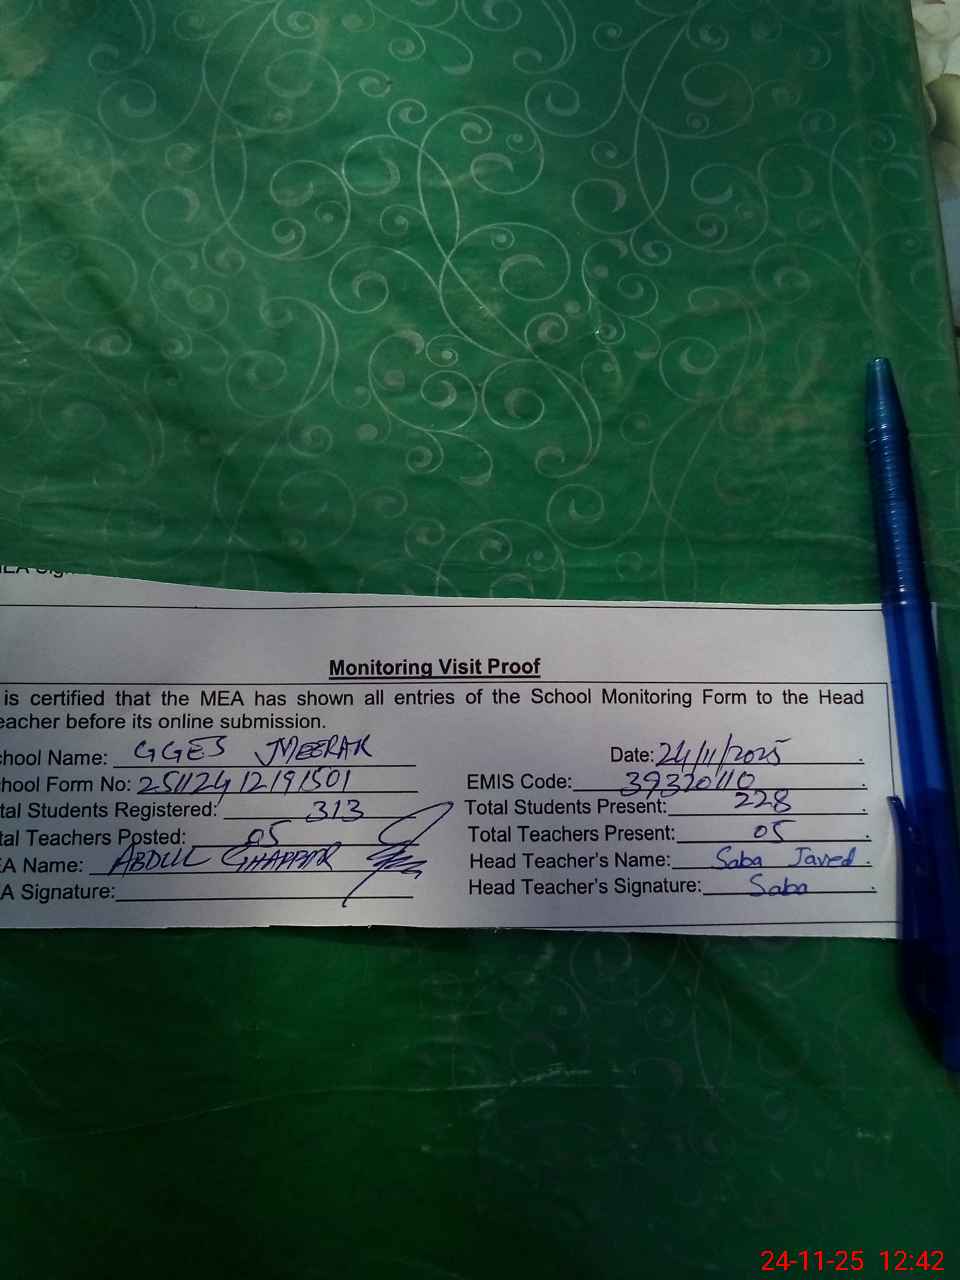 Monitoring Visit Proof
is certified that the MEA has shown all entries of the School Monitoring Form to the Head
eacher before its online submission.
chool Name: GGES MEERAK Date: 24/11/2025
chool Form No: 25112412191501 EMIS Code: 39320110
tal Students Registered: 313 Total Students Present: 228
tal Teachers Posted: 05 Total Teachers Present: 05
EA Name: ABDUL GHAFFAR Head Teacher's Name: Saba Javed
A Signature: Head Teacher's Signature: Saba
24-11-25 12:42